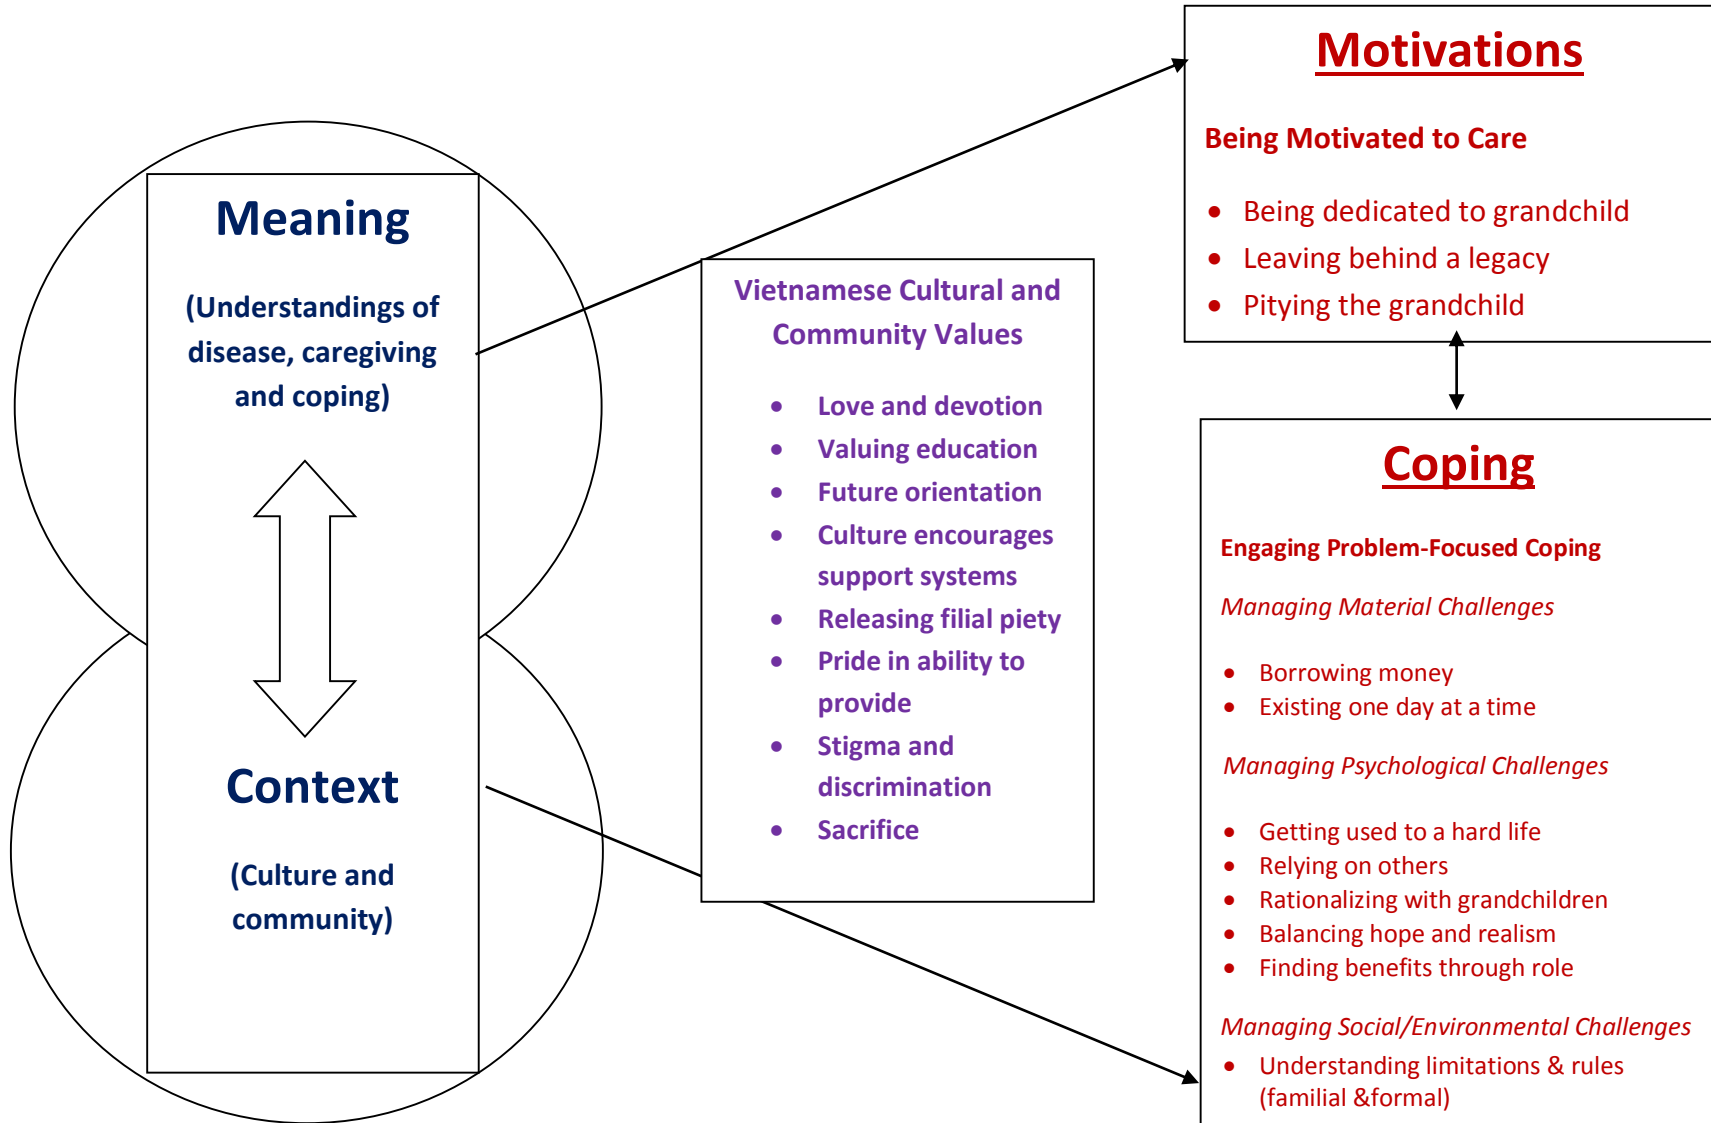 Meaning
(Understandings of
disease, caregiving
and coping)
Context
(Culture and
community)
Vietnamese Cultural and
Community Values
• Love and devotion
• Valuing education
• Future orientation
• Culture encourages
support systems
• Releasing filial piety
• Pride in ability to
provide
• Stigma and
discrimination
• Sacrifice
Motivations
Being Motivated to Care
• Being dedicated to grandchild
• Leaving behind a legacy
• Pitying the grandchild
Coping
Engaging Problem-Focused Coping
Managing Material Challenges
• Borrowing money
• Existing one day at a time
Managing Psychological Challenges
• Getting used to a hard life
• Relying on others
• Rationalizing with grandchildren
• Balancing hope and realism
• Finding benefits through role
Managing Social/Environmental Challenges
• Understanding limitations & rules
(familial &formal)